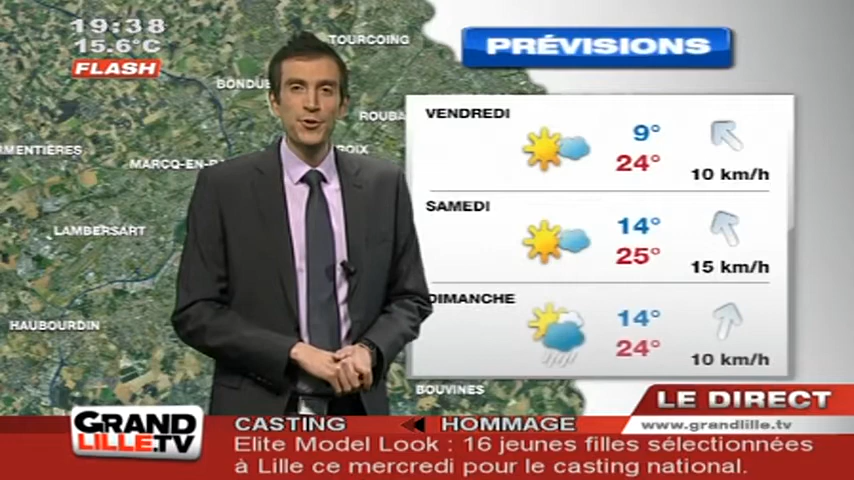 19:38
15.6°C
FLASH
TOURCOING
BONDUE
ROUBA
RMENTIÈRES
MARCQ-EN-BA
ROIX
LAMBERSART
HAUBOURDIN
BOUVINES
PRÉVISIONS
VENDREDI
9°
24°
10 km/h
SAMEDI
14°
25°
15 km/h
DIMANCHE
14°
24°
10 km/h
LE DIRECT
www.grandlille.tv
GRAND
LILLE.TV
CASTING HOMMAGE
Elite Model Look : 16 jeunes filles sélectionnées
à Lille ce mercredi pour le casting national.